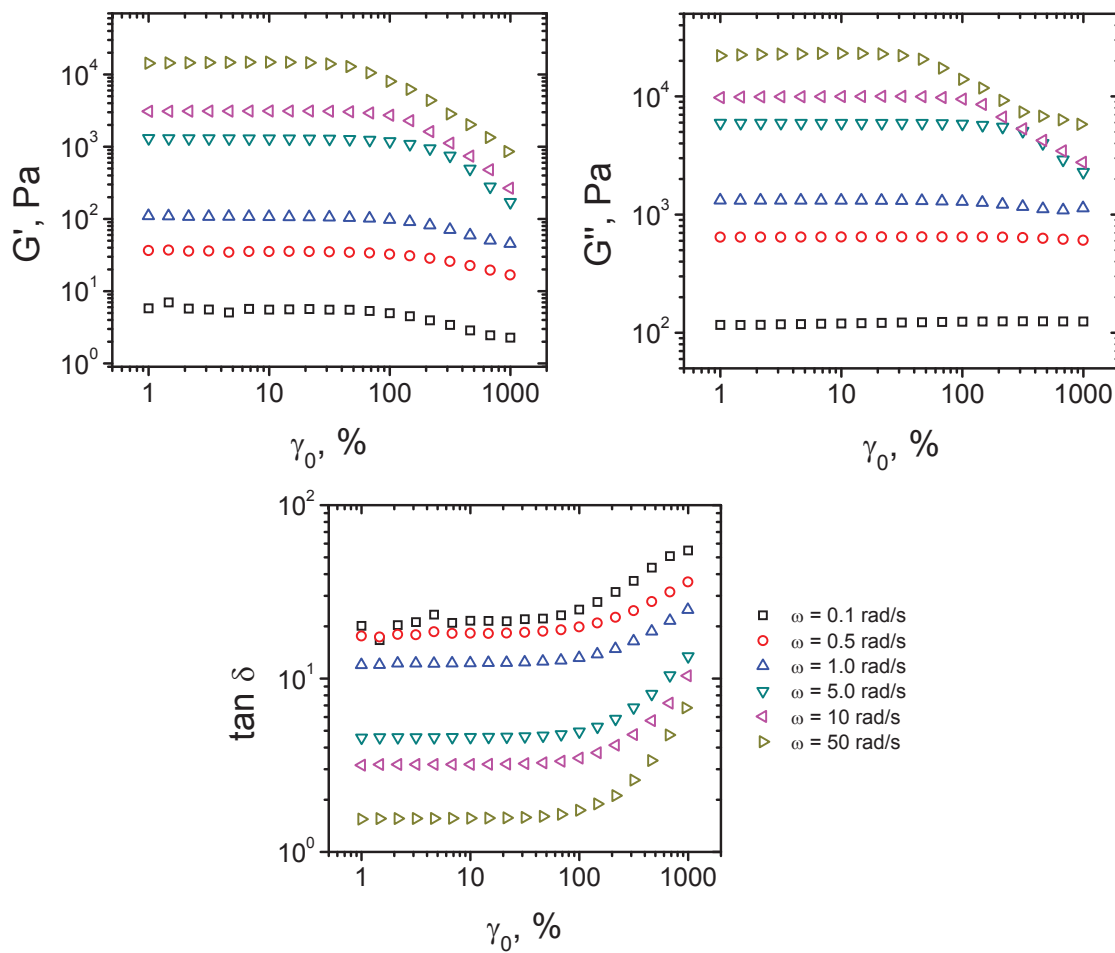 G', Pa
10⁴
10³
10²
10¹
10⁰
1
10
100
1000
γ₀, %
G'', Pa
10⁴
10³
10²
1
10
100
1000
γ₀, %
tan δ
10²
10¹
10⁰
1
10
100
1000
γ₀, %
ω = 0.1 rad/s
ω = 0.5 rad/s
ω = 1.0 rad/s
ω = 5.0 rad/s
ω = 10 rad/s
ω = 50 rad/s